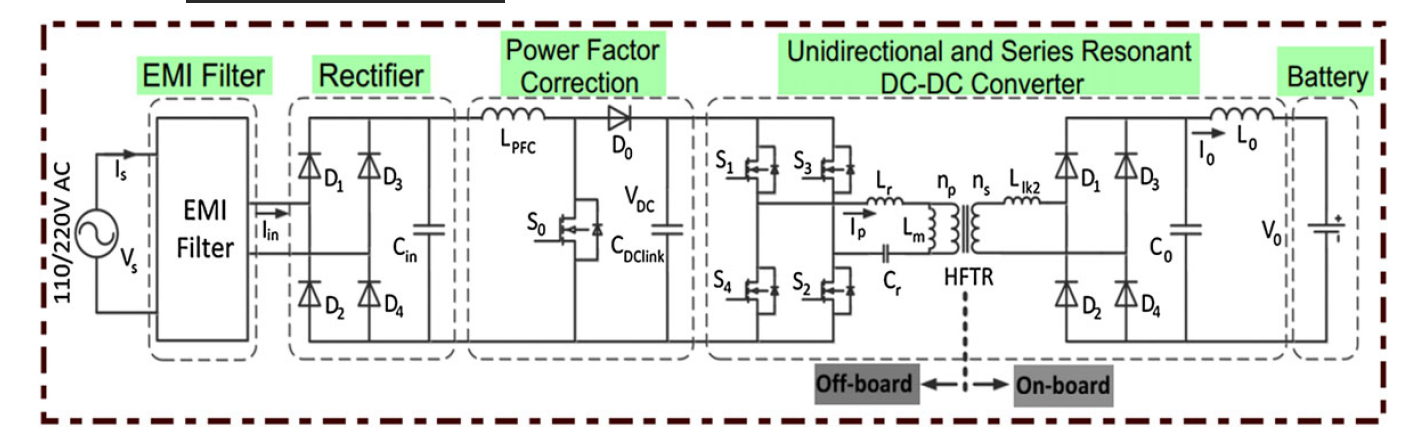 EMI Filter
Rectifier
Power Factor
Correction
Unidirectional and Series Resonant
DC-DC Converter
Battery
110/220V AC
Is
Vs
EMI
Filter
Iin
D1
D3
D2
D4
Cin
LPFC
D0
S0
VDC
CDClink
S1
S3
S4
S2
Lr
Ip
Lm
Cr
np
ns
HFTR
Llk2
D1
D3
D2
D4
C0
I0
L0
V0
Off-board
On-board